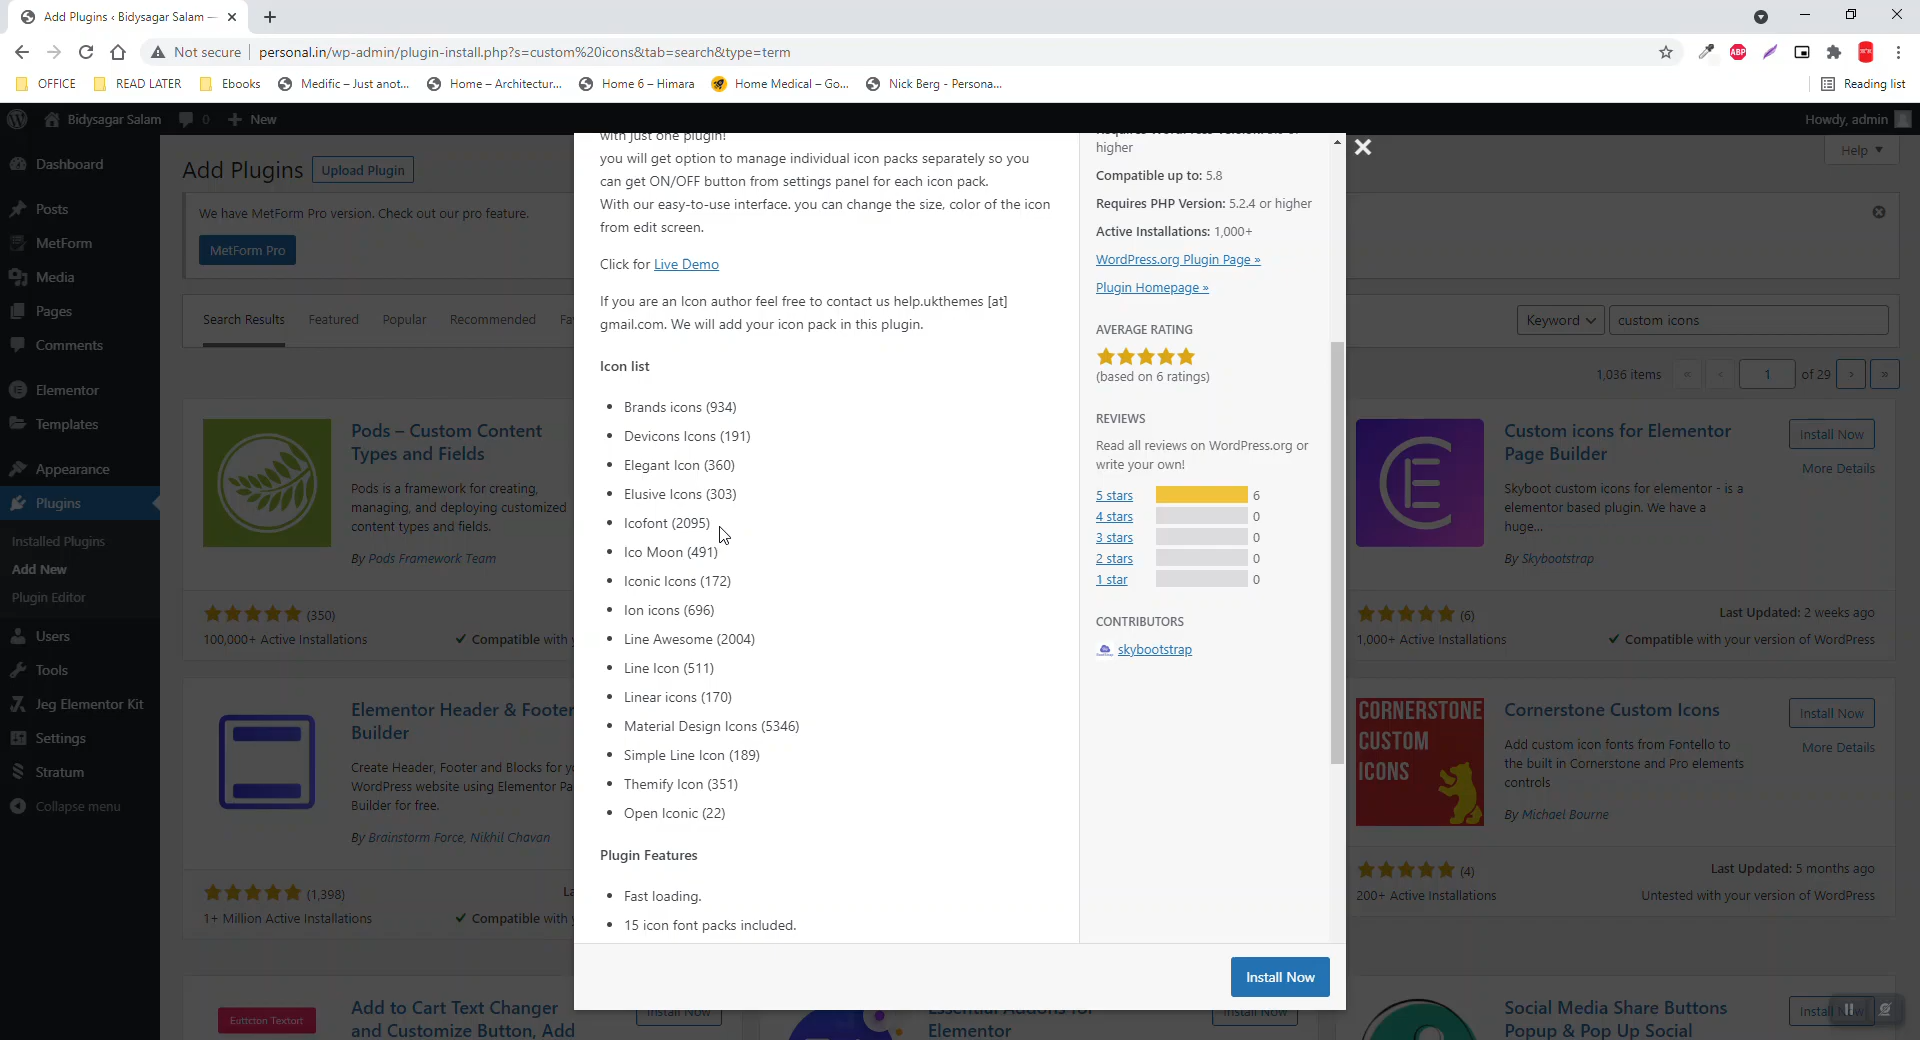 Add Plugins ‹ Bidysagar Salam —
Not secure
personal.in/wp-admin/plugin-install.php?s=custom%20icons&tab=search&type=term
ABP
OFFICE
READ LATER
Ebooks
Medific – Just anot...
Home – Architectur...
Home 6 – Himara
Home Medical – Go...
Nick Berg - Persona...
Reading list
Bidysagar Salam
0
New
Howdy, admin
Dashboard
Posts
MetForm
Media
Pages
Comments
Elementor
Templates
Appearance
Plugins
Installed Plugins
Add New
Plugin Editor
Users
Tools
Jeg Elementor Kit
Settings
Stratum
Collapse menu
Add Plugins
Upload Plugin
Help
We have MetForm Pro version. Check out our pro feature.
MetForm Pro
Search Results
Featured
Popular
Recommended
Fa
Keyword
custom icons
1,036 items
«
‹
1
of 29
›
»
Pods – Custom Content
Types and Fields
Pods is a framework for creating,
managing, and deploying customized
content types and fields.
By Pods Framework Team
(350)
100,000+ Active Installations
Compatible with
Elementor Header & Footer
Builder
Create Header, Footer and Blocks for
WordPress website using Elementor Pa
Builder for free.
By Brainstorm Force, Nikhil Chavan
(1,398)
1+ Million Active Installations
Compatible with
Euttcton Textort
Add to Cart Text Changer
and Customize Button, Add
Install Now
with just one plugin!
you will get option to manage individual icon packs separately so you
can get ON/OFF button from settings panel for each icon pack.
With our easy-to-use interface. you can change the size, color of the icon
from edit screen.
Click for Live Demo
If you are an Icon author feel free to contact us help.ukthemes [at]
gmail.com. We will add your icon pack in this plugin.
Icon list
Brands icons (934)
Devicons Icons (191)
Elegant Icon (360)
Elusive Icons (303)
Icofont (2095)
Ico Moon (491)
Iconic Icons (172)
Ion icons (696)
Line Awesome (2004)
Line Icon (511)
Linear icons (170)
Material Design Icons (5346)
Simple Line Icon (189)
Themify Icon (351)
Open Iconic (22)
Plugin Features
Fast loading.
15 icon font packs included.
higher
Compatible up to: 5.8
Requires PHP Version: 5.2.4 or higher
Active Installations: 1,000+
WordPress.org Plugin Page »
Plugin Homepage »
AVERAGE RATING
(based on 6 ratings)
REVIEWS
Read all reviews on WordPress.org or
write your own!
5 stars 6
4 stars 0
3 stars 0
2 stars 0
1 star 0
CONTRIBUTORS
skybootstrap
Install Now
Elementor
Install Now
Custom icons for Elementor
Page Builder
Install Now
More Details
Skyboot custom icons for elementor - is a
elementor based plugin. We have a
huge...
By Skybootstrap
(6)
Last Updated: 2 weeks ago
1,000+ Active Installations
Compatible with your version of WordPress
CORNERSTONE
CUSTOM
ICONS
Cornerstone Custom Icons
Install Now
More Details
Add custom icon fonts from Fontello to
the built in Cornerstone and Pro elements
controls
By Michael Bourne
(4)
Last Updated: 5 months ago
200+ Active Installations
Untested with your version of WordPress
Social Media Share Buttons
Popup & Pop Up Social
Install